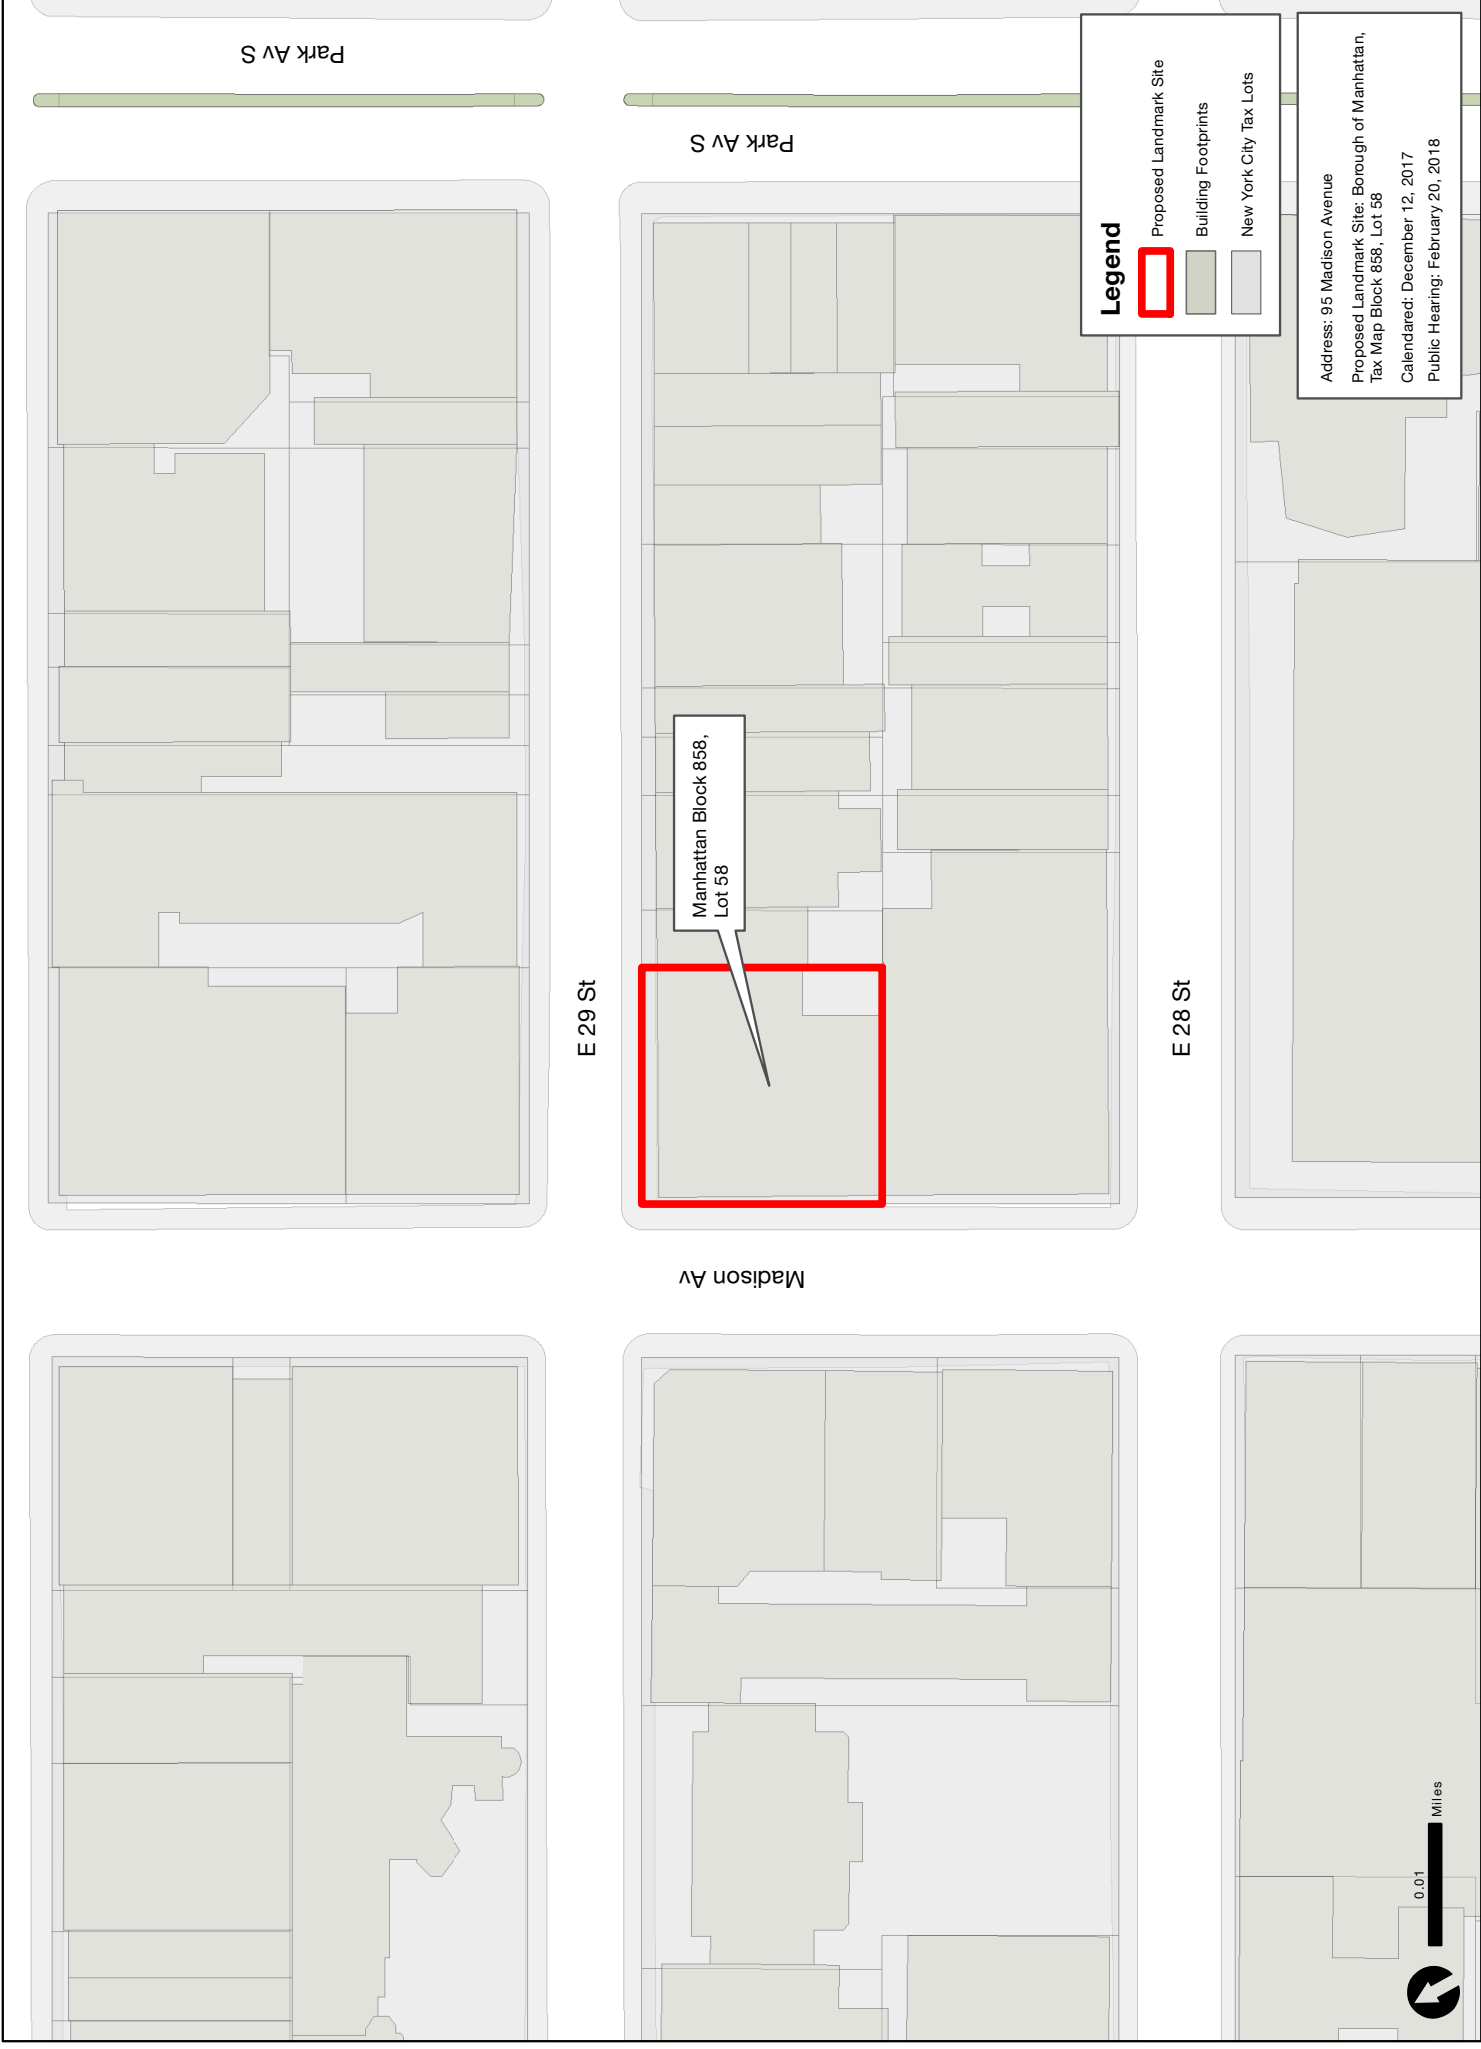 Park Av S
Park Av S
E 29 St
Manhattan Block 858,
Lot 58
E 28 St
Madison Av
Legend
Proposed Landmark Site
Building Footprints
New York City Tax Lots
Address: 95 Madison Avenue
Proposed Landmark Site: Borough of Manhattan,
Tax Map Block 858, Lot 58
Calendared: December 12, 2017
Public Hearing: February 20, 2018
0.01
Miles